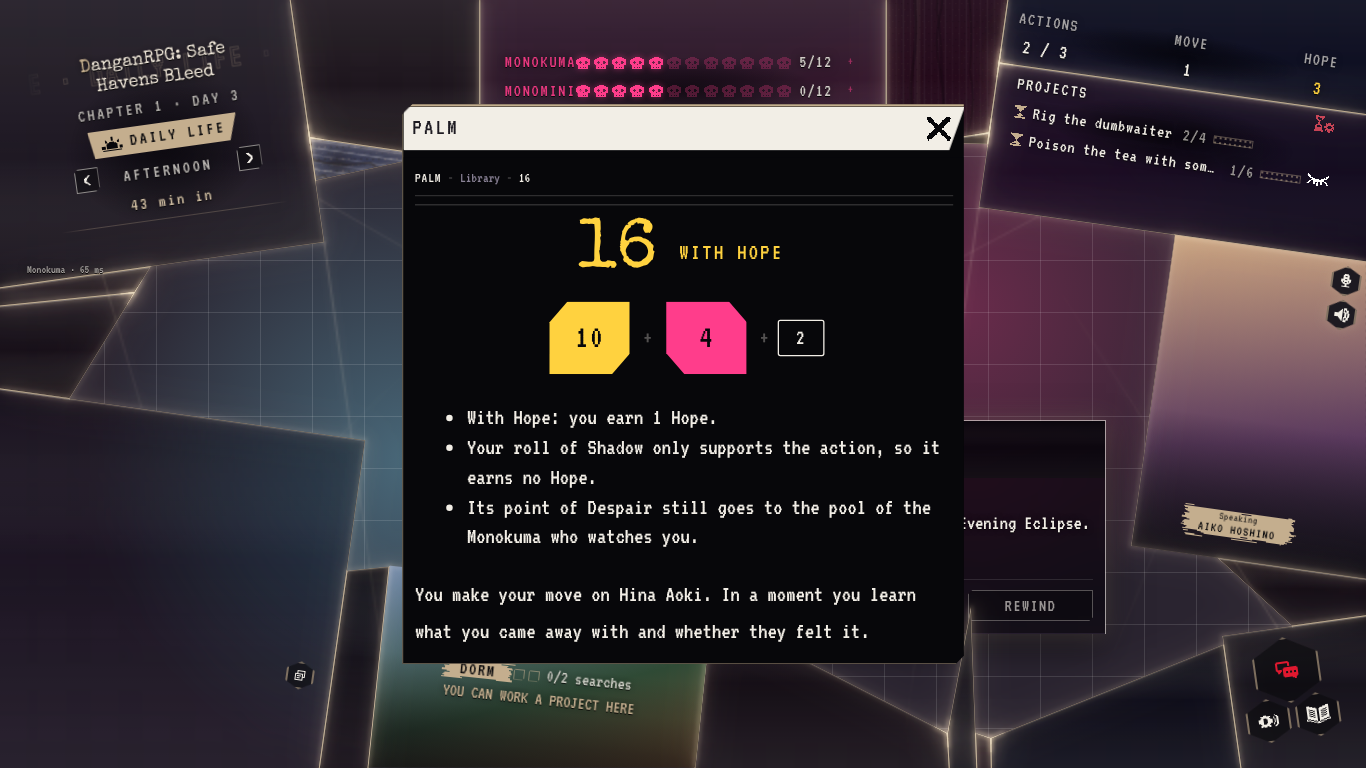 DanganRPG: Safe
Havens Bleed
CHAPTER 1 · DAY 3
DAILY LIFE
AFTERNOON
43 min in
Monokuma · 65 ms
MONOKUMA 5/12 +
MONOMINI 0/12 +
ACTIONS
2 / 3
MOVE
1
HOPE
3
PROJECTS
Rig the dumbwaiter 2/4
Poison the tea with som… 1/6
PALM
PALM · Library · 16
16 WITH HOPE
10 + 4 + 2
• With Hope: you earn 1 Hope.
• Your roll of Shadow only supports the action, so it
earns no Hope.
• Its point of Despair still goes to the pool of the
Monokuma who watches you.
You make your move on Hina Aoki. In a moment you learn
what you came away with and whether they felt it.
Evening Eclipse.
REWIND
Speaking
AIKO HOSHINO
DORM 0/2 searches
YOU CAN WORK A PROJECT HERE